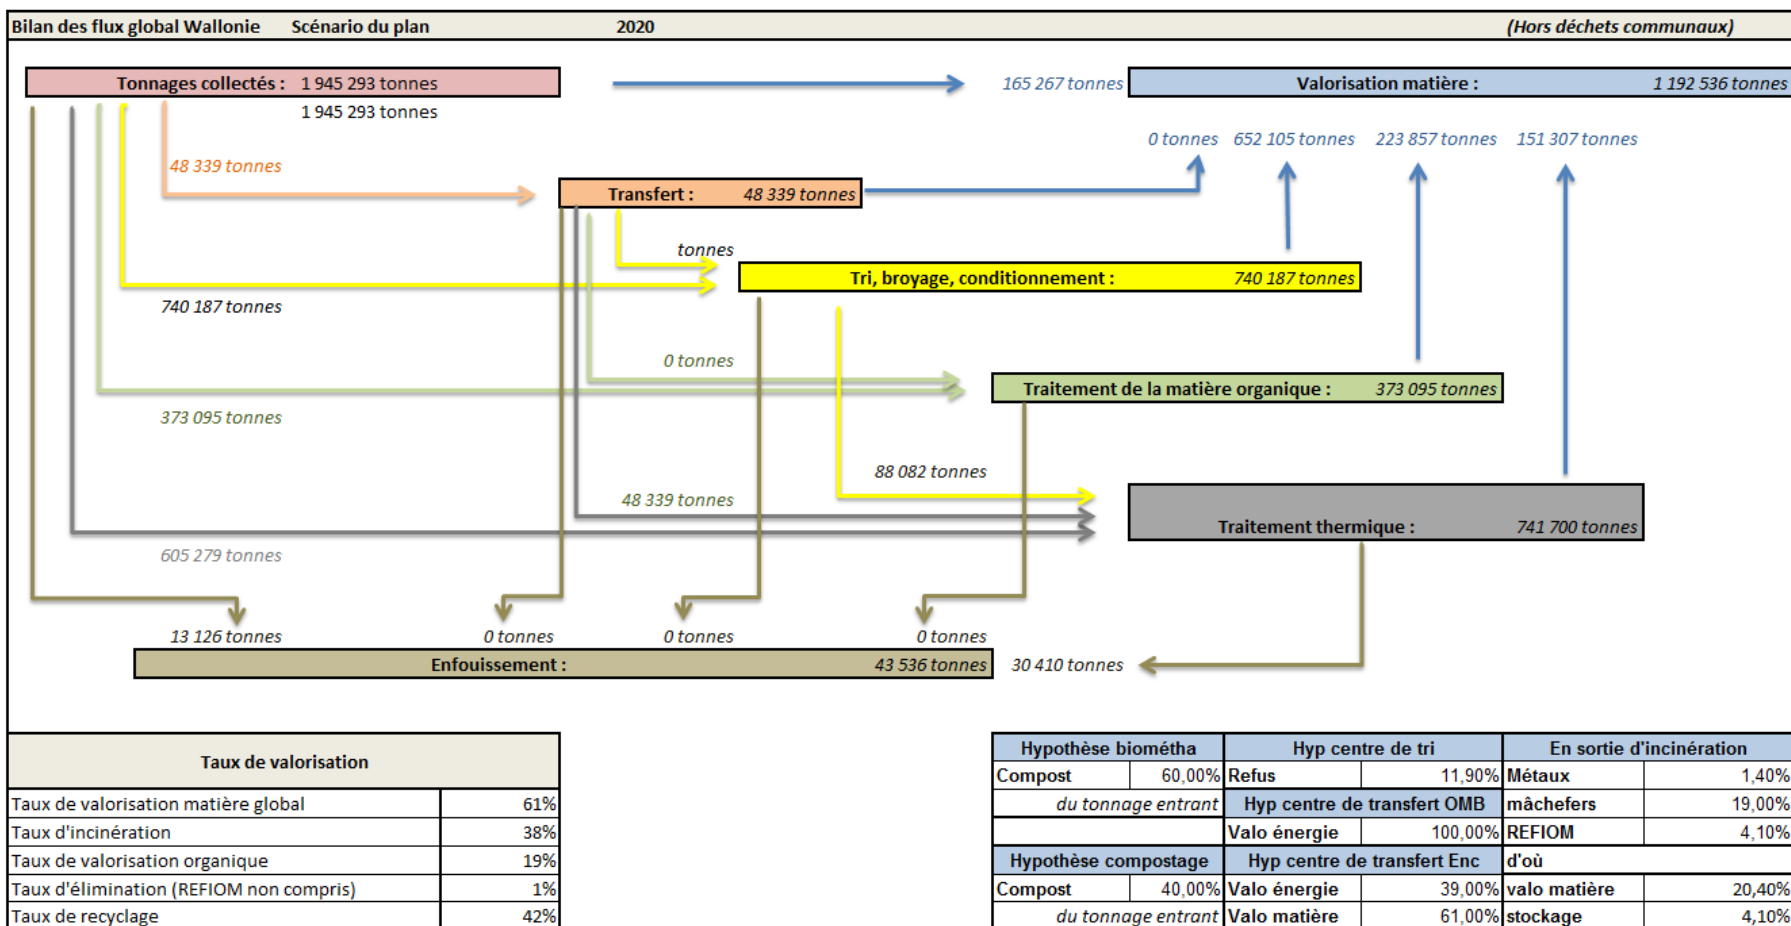 Bilan des flux global Wallonie Scénario du plan 2020 (Hors déchets communaux)
Tonnages collectés : 1 945 293 tonnes 165 267 tonnes Valorisation matière : 1 192 536 tonnes
1 945 293 tonnes
0 tonnes 652 105 tonnes 223 857 tonnes 151 307 tonnes
48 339 tonnes
Transfert : 48 339 tonnes
tonnes
Tri, broyage, conditionnement : 740 187 tonnes
740 187 tonnes
0 tonnes
Traitement de la matière organique : 373 095 tonnes
373 095 tonnes
88 082 tonnes
48 339 tonnes
Traitement thermique : 741 700 tonnes
605 279 tonnes
13 126 tonnes 0 tonnes 0 tonnes 0 tonnes
Enfouissement : 43 536 tonnes 30 410 tonnes
Taux de valorisation
Taux de valorisation matière global 61%
Taux d'incinération 38%
Taux de valorisation organique 19%
Taux d'élimination (REFIOM non compris) 1%
Taux de recyclage 42%
Hypothèse biométha Hyp centre de tri En sortie d'incinération
Compost 60,00% Refus 11,90% Métaux 1,40%
du tonnage entrant Hyp centre de transfert OMB mâchefers 19,00%
Valo énergie 100,00% REFIOM 4,10%
Hypothèse compostage Hyp centre de transfert Enc d'où
Compost 40,00% Valo énergie 39,00% valo matière 20,40%
du tonnage entrant Valo matière 61,00% stockage 4,10%